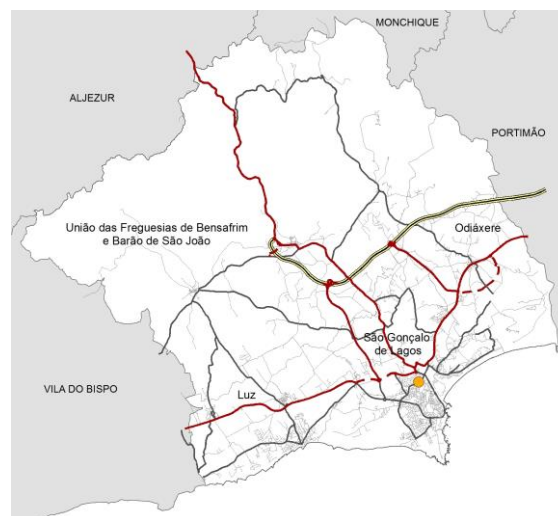 MONCHIQUE
ALJEZUR
PORTIMÃO
União das Freguesias de Bensafrim
e Barão de São João
Odiáxere
São Gonçalo
de Lagos
VILA DO BISPO
Luz